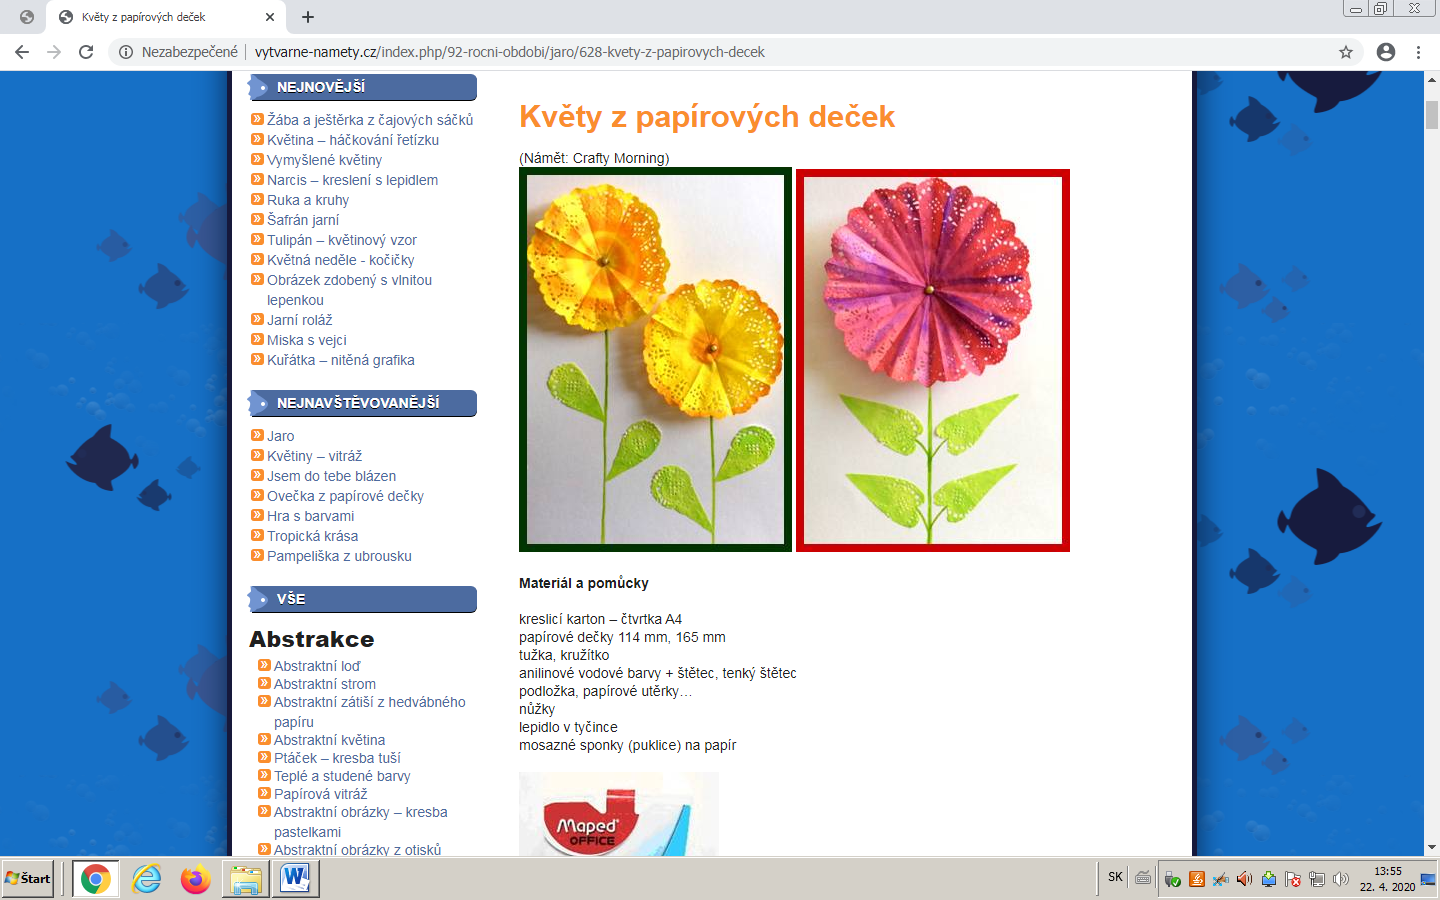 Květy z papírových deček
Nezabezpečené
vytvarne-namety.cz/index.php/92-rocni-obdobi/jaro/628-kvety-z-papirovych-decek
NEJNOVĚJŠÍ
Žába a ještěrka z čajových sáčků
Květina – háčkování řetízku
Vymyšlené květiny
Narcis – kreslení s lepidlem
Ruka a kruhy
Šafrán jarní
Tulipán – květinový vzor
Květná neděle - kočičky
Obrázek zdobený s vlnitou
lepenkou
Jarní roláž
Miska s vejci
Kuřátka – nitěná grafika
NEJNAVŠTĚVOVANĚJŠÍ
Jaro
Květiny – vitráž
Jsem do tebe blázen
Ovečka z papírové dečky
Hra s barvami
Tropická krása
Pampeliška z ubrousku
VŠE
Abstrakce
Abstraktní loď
Abstraktní strom
Abstraktní zátiší z hedvábného
papíru
Abstraktní květina
Ptáček – kresba tuší
Teplé a studené barvy
Papírová vitráž
Abstraktní obrázky – kresba
pastelkami
Abstraktní obrázky z otisků
Květy z papírových deček
(Námět: Crafty Morning)
Materiál a pomůcky
kreslicí karton – čtvrtka A4
papírové dečky 114 mm, 165 mm
tužka, kružítko
anilinové vodové barvy + štětec, tenký štětec
podložka, papírové utěrky…
nůžky
lepidlo v tyčince
mosazné sponky (puklice) na papír
Maped
OFFICE
Štart
SK
13:55
22. 4. 2020